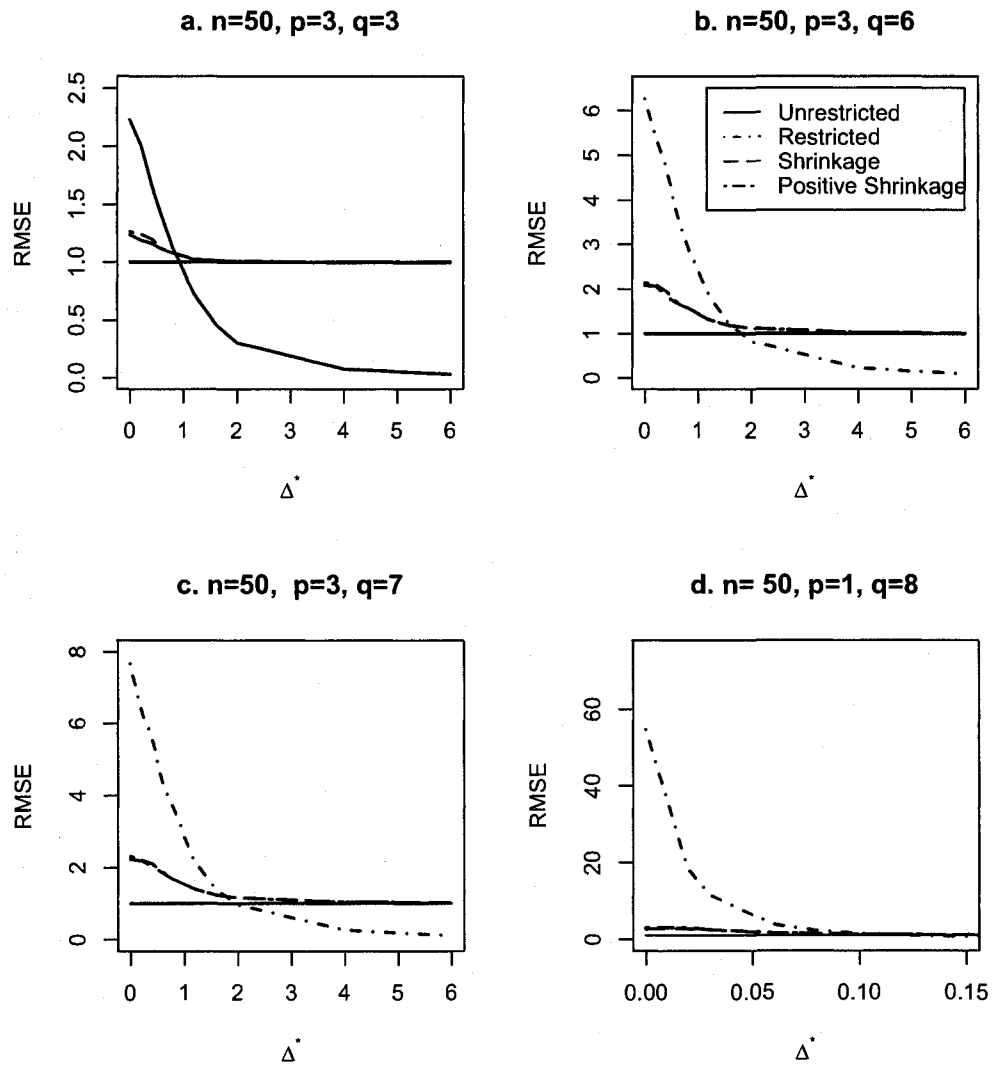 a. n=50, p=3, q=3
RMSE
2.5
2.0
1.5
1.0
0.5
0.0
0 1 2 3 4 5 6
Δ*
b. n=50, p=3, q=6
RMSE
6
5
4
3
2
1
0
Unrestricted
Restricted
Shrinkage
Positive Shrinkage
0 1 2 3 4 5 6
Δ*
c. n=50, p=3, q=7
RMSE
8
6
4
2
0
0 1 2 3 4 5 6
Δ*
d. n= 50, p=1, q=8
RMSE
60
40
20
0
0.00 0.05 0.10 0.15
Δ*